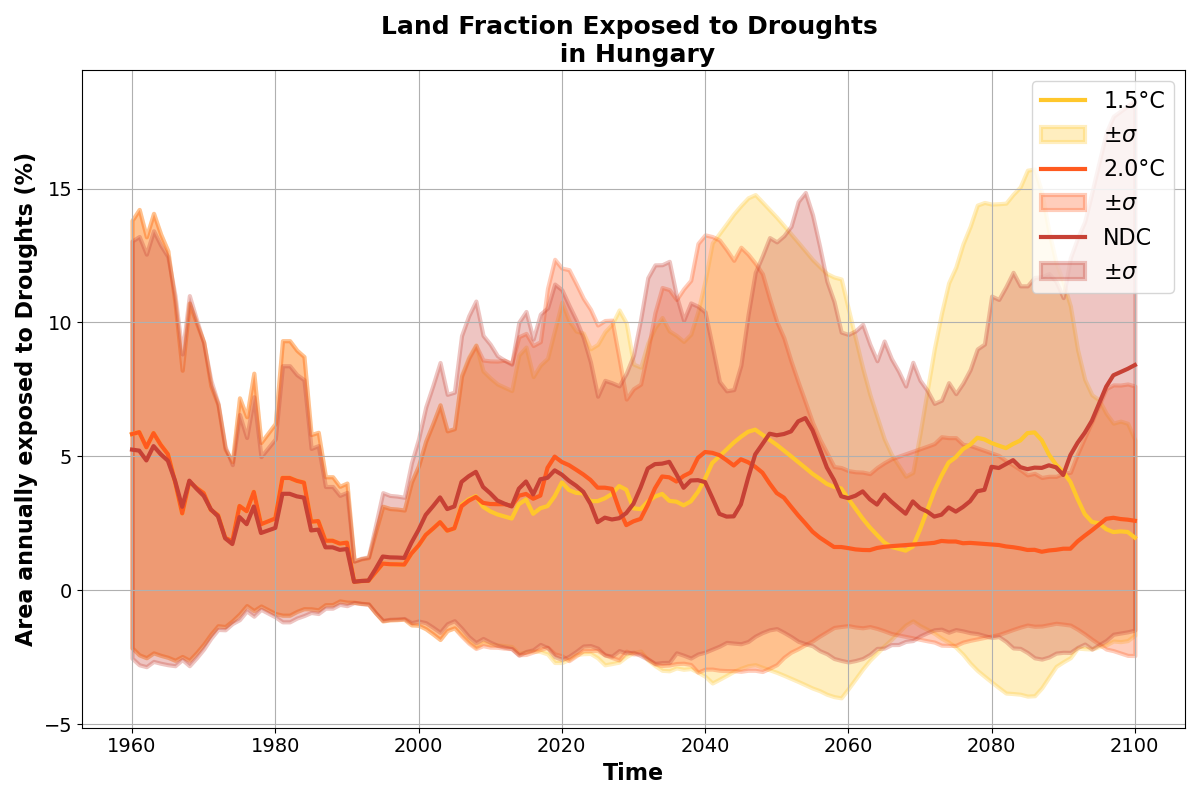 Land Fraction Exposed to Droughts
in Hungary
Area annually exposed to Droughts (%)
15
10
5
0
−5
1.5°C
±σ
2.0°C
±σ
NDC
±σ
1960 1980 2000 2020 2040 2060 2080 2100
Time